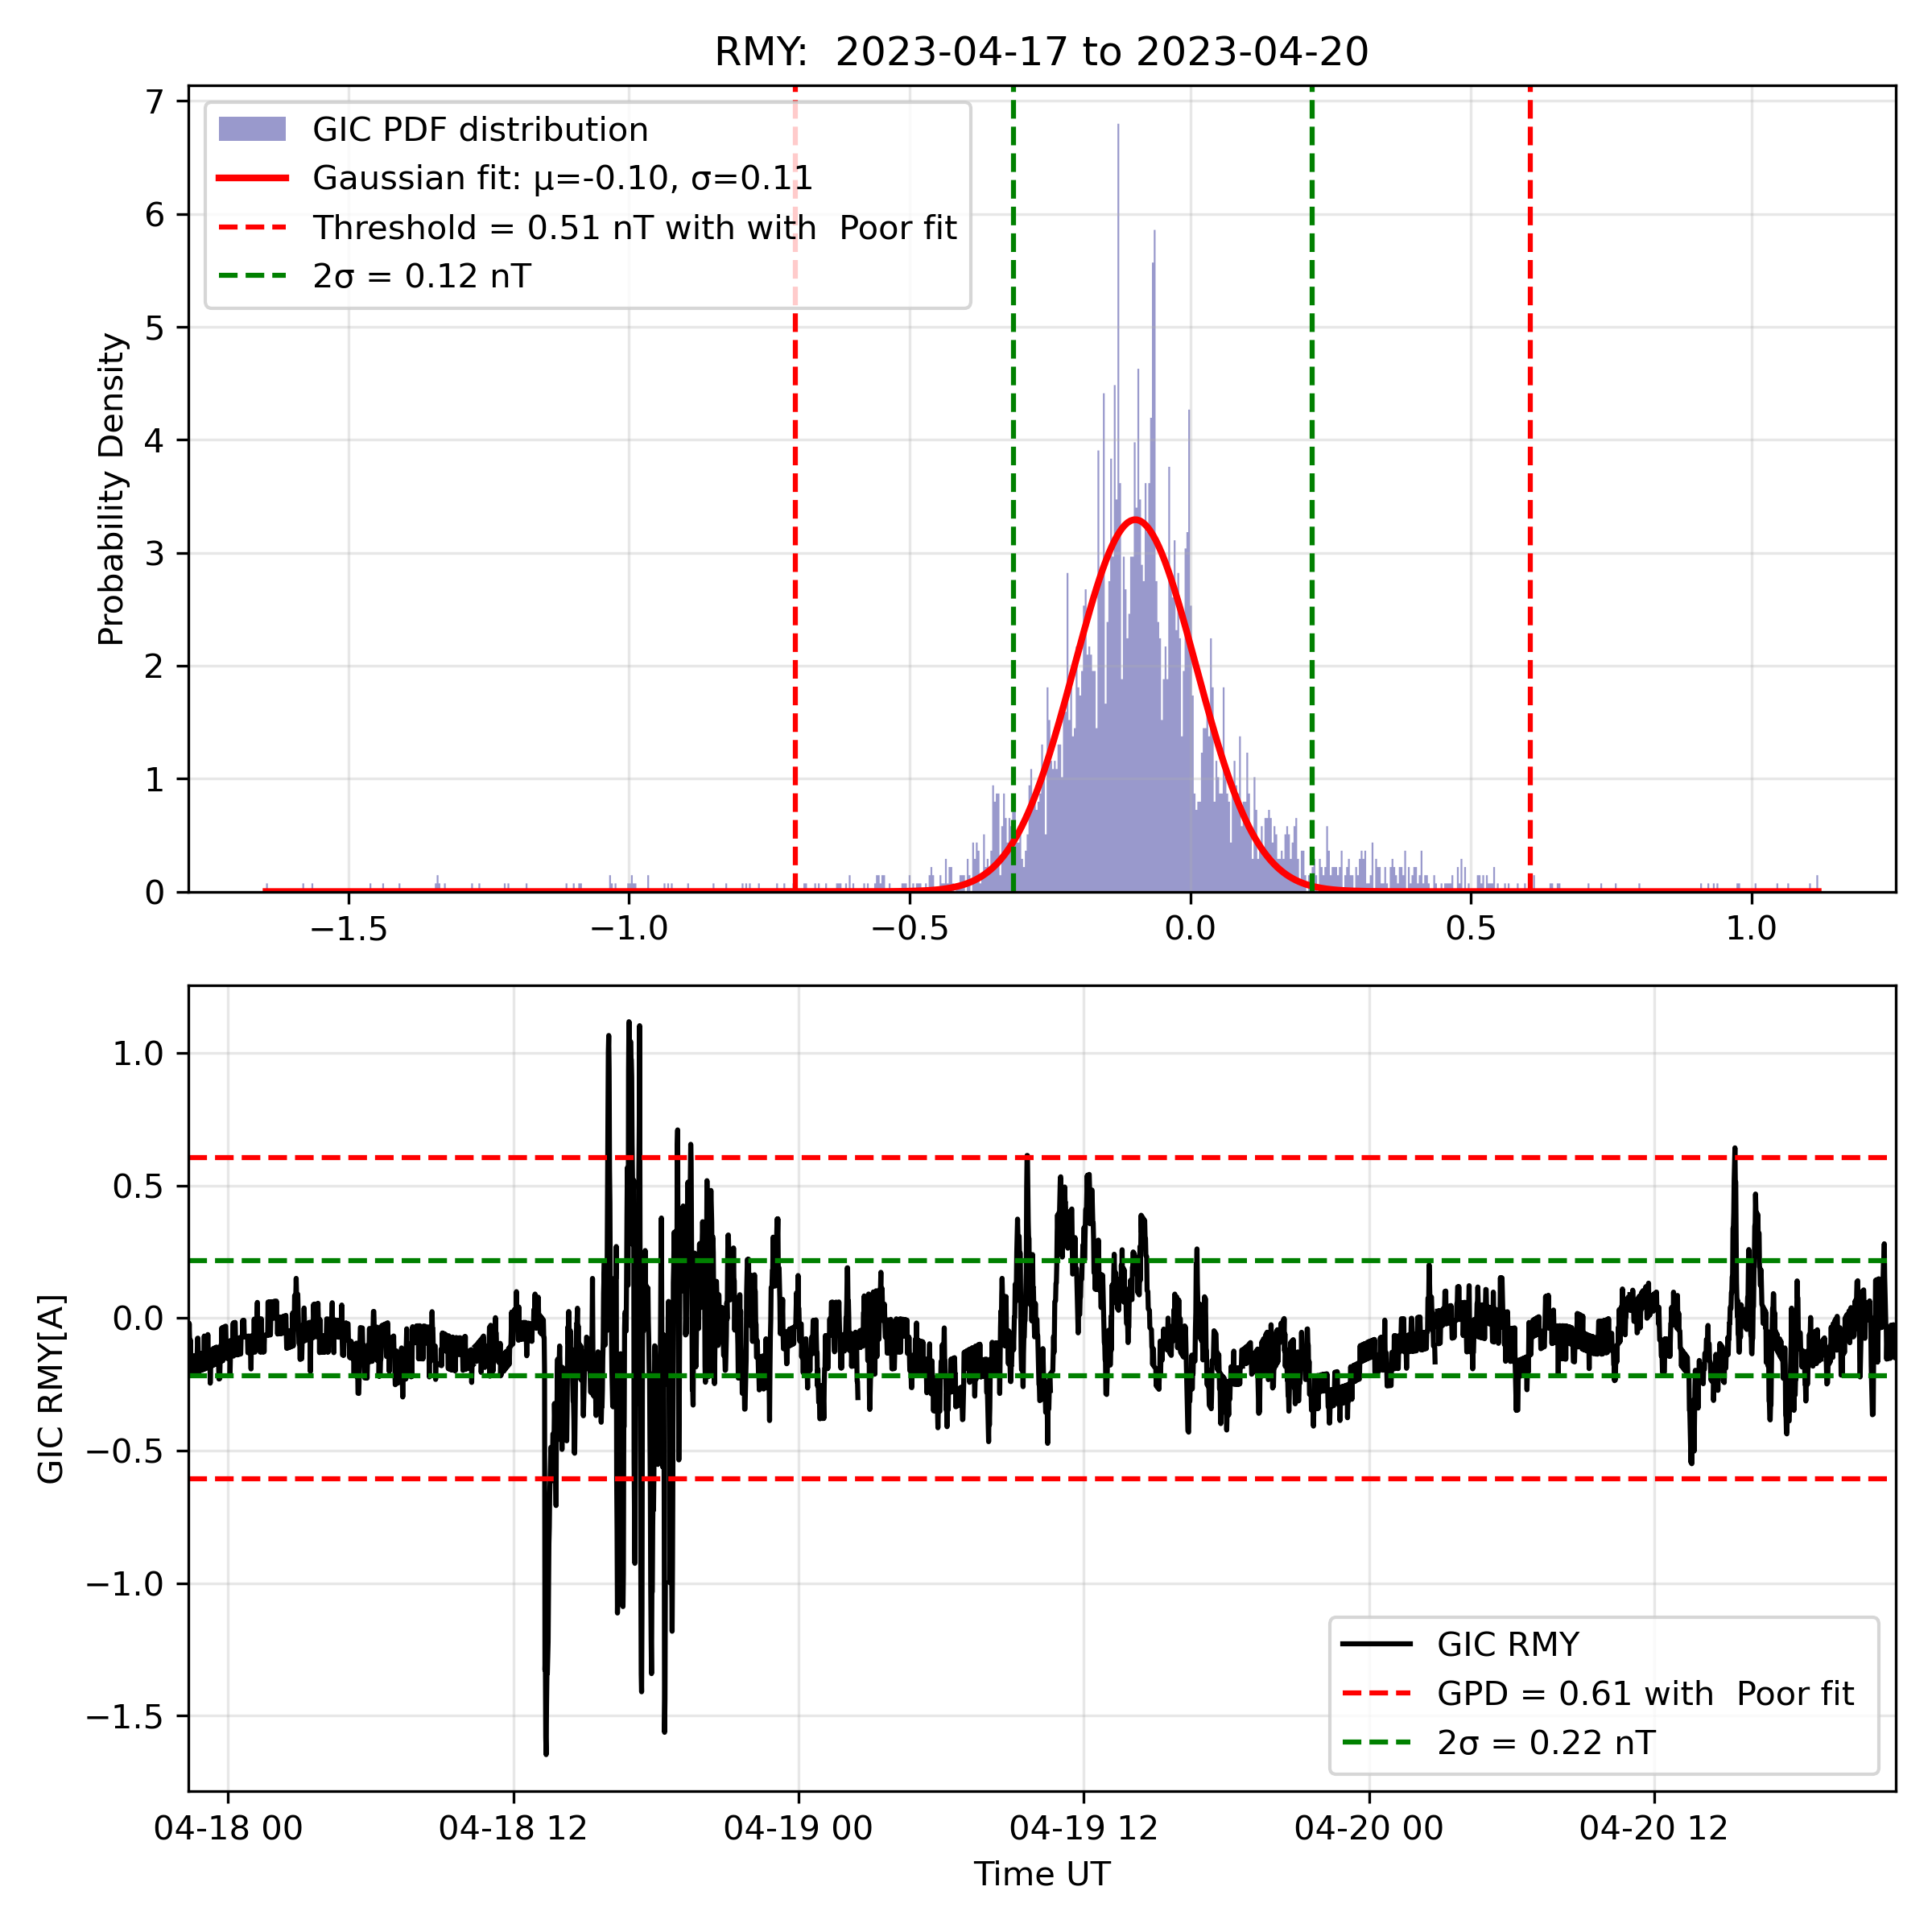 RMY:  2023-04-17 to 2023-04-20
7
6
5
4
3
2
1
0
Probability Density
GIC PDF distribution
Gaussian fit: μ=-0.10, σ=0.11
Threshold = 0.51 nT with with  Poor fit
2σ = 0.12 nT
−1.5 −1.0 −0.5 0.0 0.5 1.0
1.0
0.5
0.0
−0.5
−1.0
−1.5
GIC RMY[A]
GIC RMY
GPD = 0.61 with  Poor fit
2σ = 0.22 nT
04-18 00 04-18 12 04-19 00 04-19 12 04-20 00 04-20 12
Time UT